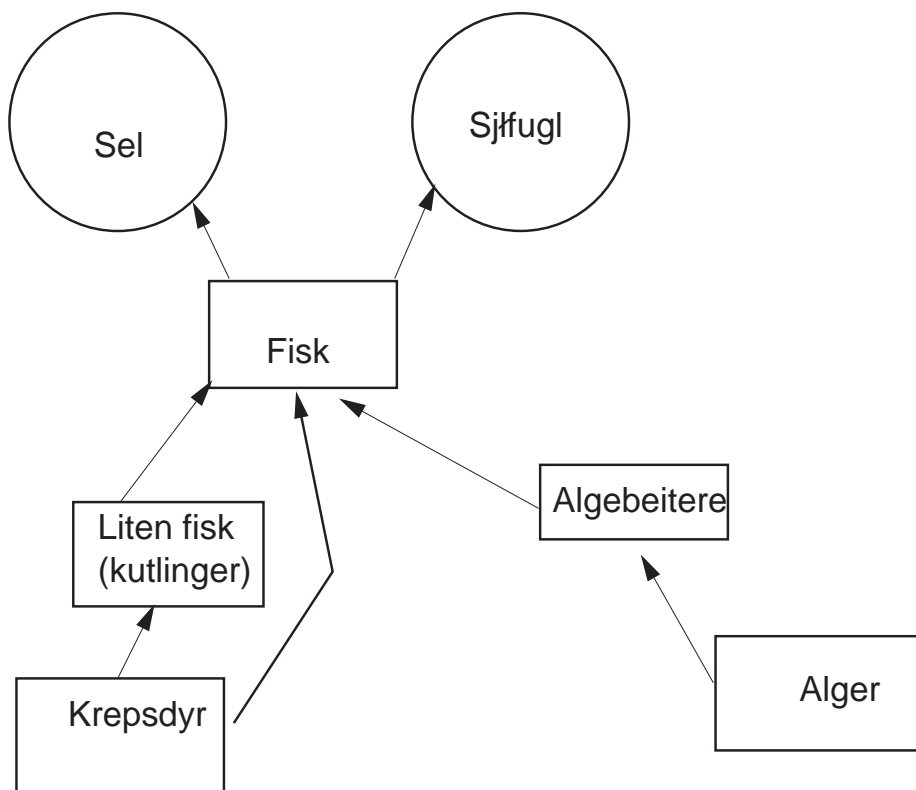 Sel
Sjłfugl
Fisk
Algebeitere
Liten fisk
(kutlinger)
Alger
Krepsdyr